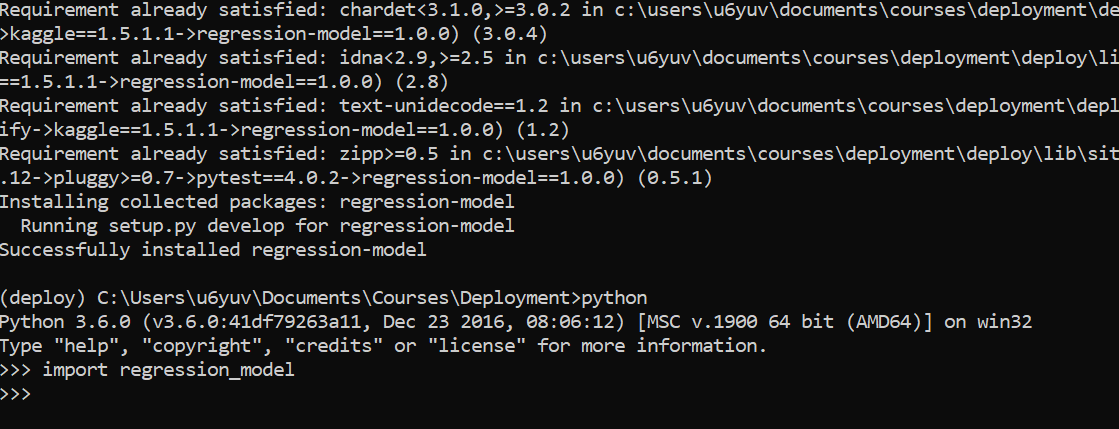 Requirement already satisfied: chardet<3.1.0,>=3.0.2 in c:\users\u6yuv\documents\courses\deployment\de
>kaggle==1.5.1.1->regression-model==1.0.0) (3.0.4)
Requirement already satisfied: idna<2.9,>=2.5 in c:\users\u6yuv\documents\courses\deployment\deploy\li
==1.5.1.1->regression-model==1.0.0) (2.8)
Requirement already satisfied: text-unidecode==1.2 in c:\users\u6yuv\documents\courses\deployment\depl
ify->kaggle==1.5.1.1->regression-model==1.0.0) (1.2)
Requirement already satisfied: zipp>=0.5 in c:\users\u6yuv\documents\courses\deployment\deploy\lib\sit
.12->pluggy>=0.7->pytest==4.0.2->regression-model==1.0.0) (0.5.1)
Installing collected packages: regression-model
  Running setup.py develop for regression-model
Successfully installed regression-model

(deploy) C:\Users\u6yuv\Documents\Courses\Deployment>python
Python 3.6.0 (v3.6.0:41df79263a11, Dec 23 2016, 08:06:12) [MSC v.1900 64 bit (AMD64)] on win32
Type "help", "copyright", "credits" or "license" for more information.
>>> import regression_model
>>>